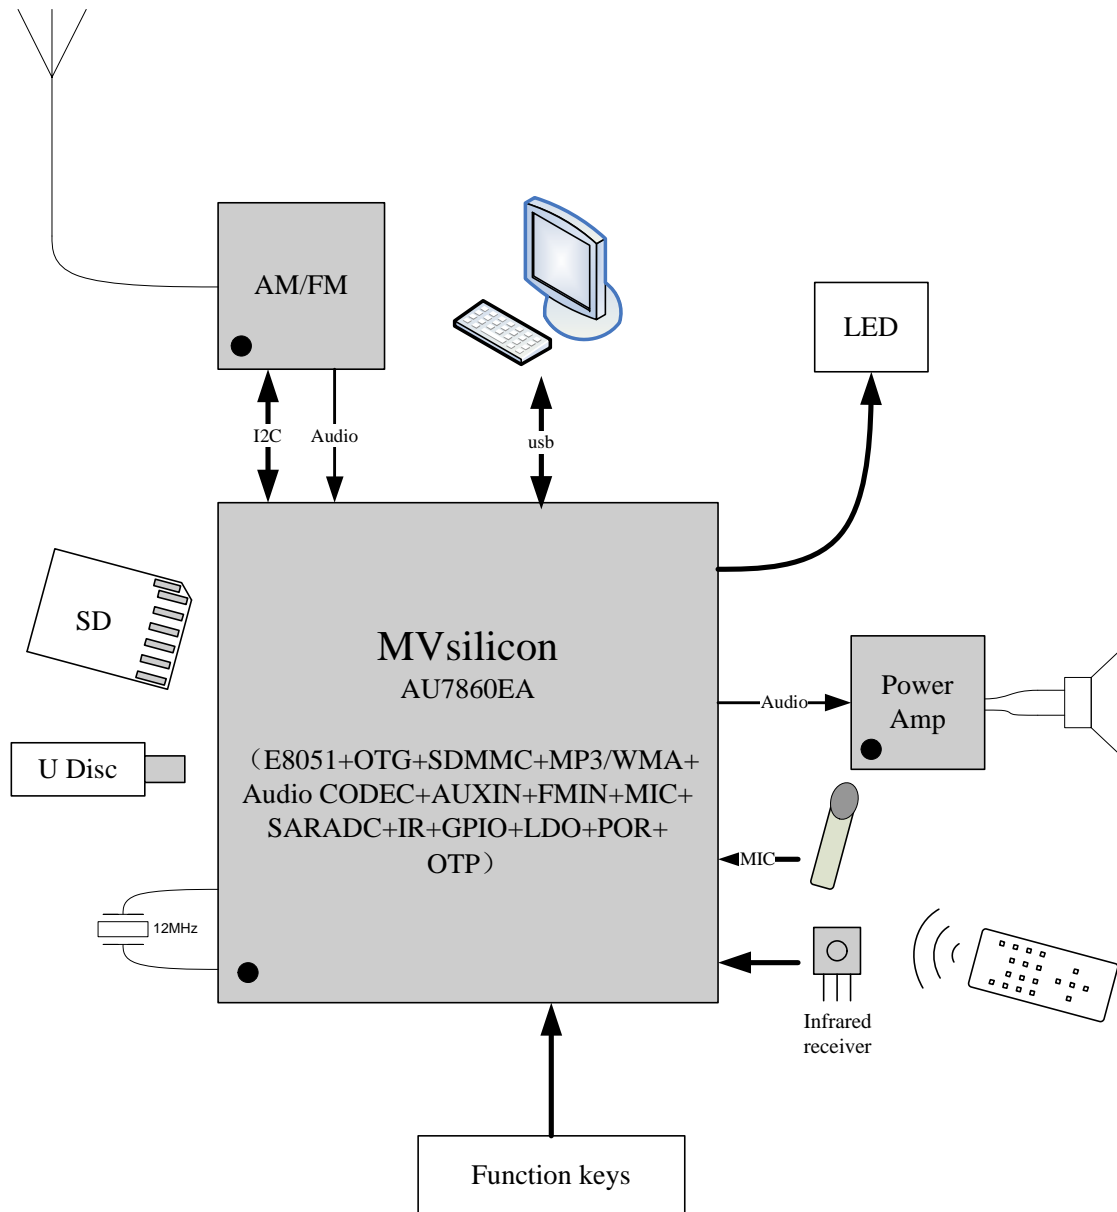 AM/FM
LED
I2C
Audio
usb
SD
MVsilicon
AU7860EA
Audio
Power
Amp
U Disc
（E8051+OTG+SDMMC+MP3/WMA+
Audio CODEC+AUXIN+FMIN+MIC+
SARADC+IR+GPIO+LDO+POR+
OTP）
MIC
12MHz
Infrared
receiver
Function keys